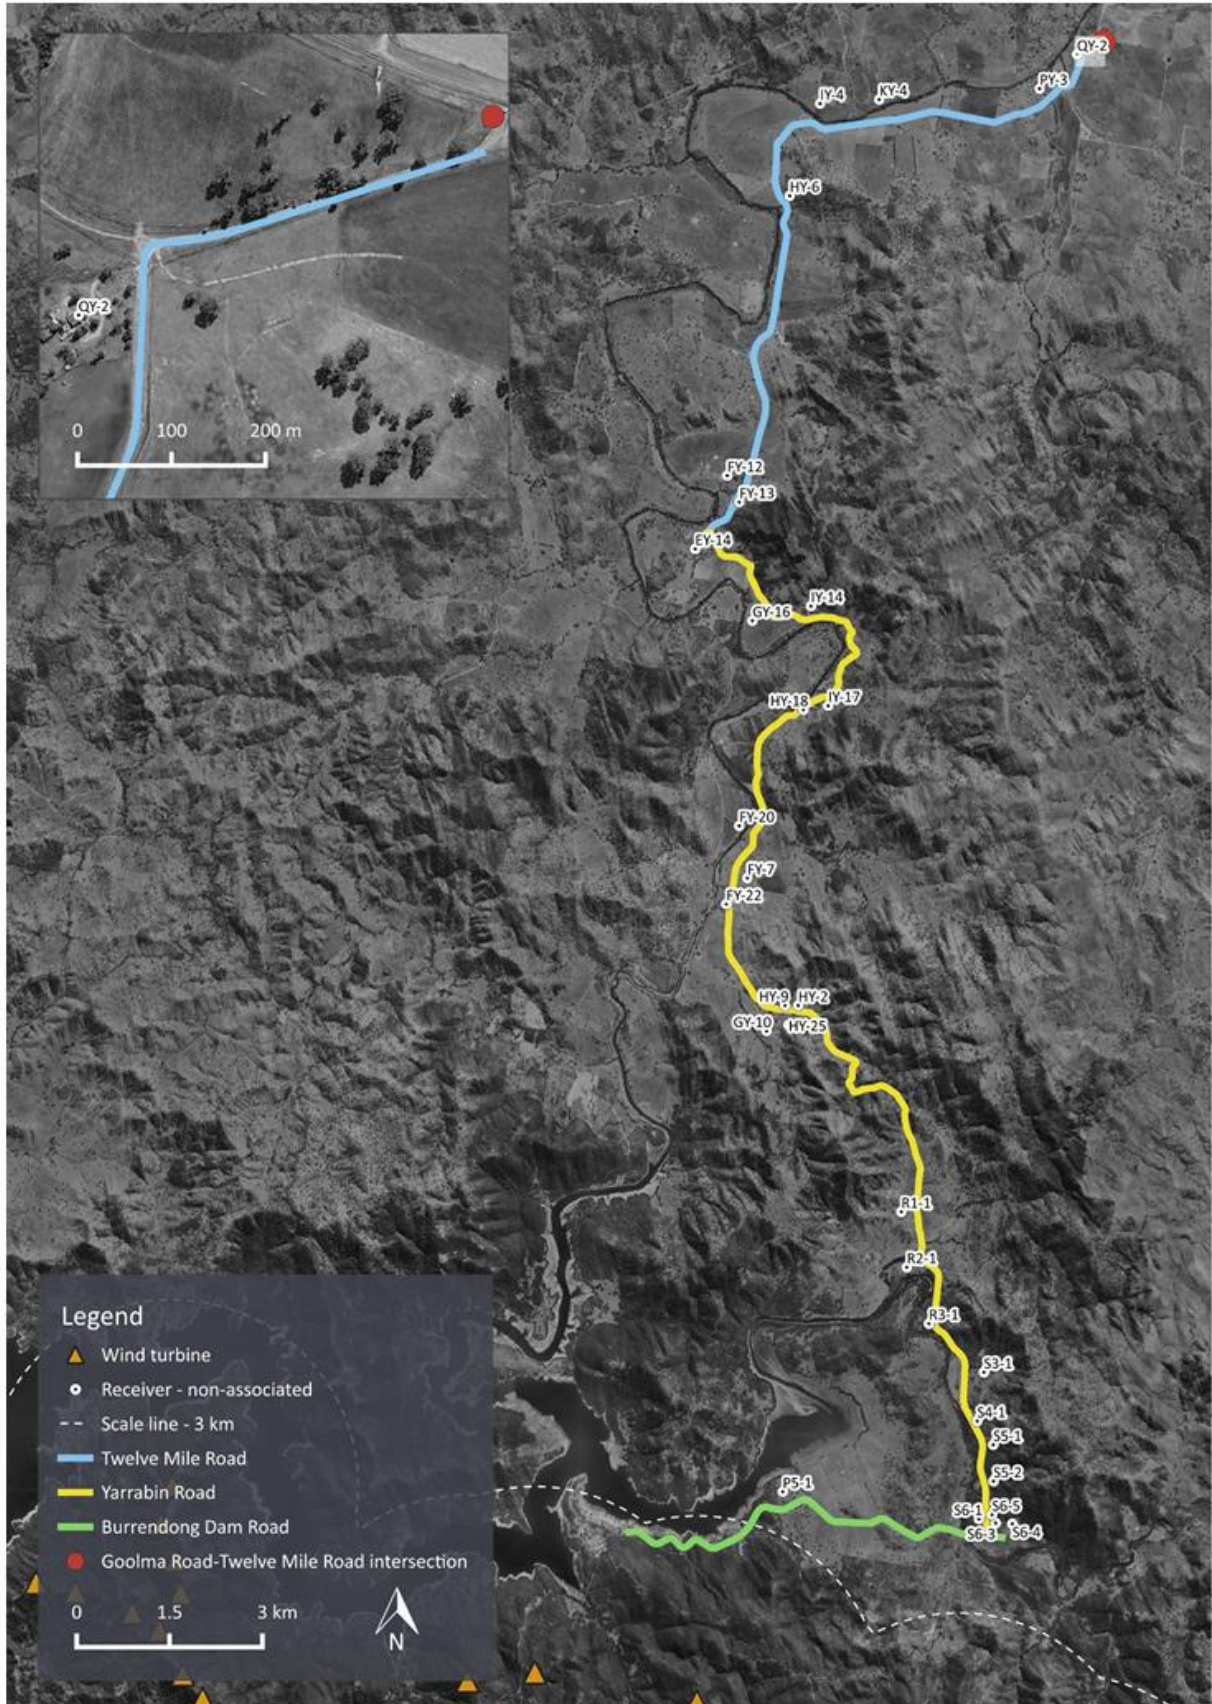 QY-2
PY-3
IY-4
KY-4
HY-6
QY-2
0 100 200 m
FY-12
FY-13
EY-14
IY-14
GY-16
IY-17
HY-18
FY-20
FY-7
FY-22
HY-9
HY-2
GY-10
HY-25
R1-1
R2-1
R3-1
S3-1
S4-1
S5-1
S5-2
P5-1
S6-5
S6-1
S6-4
S6-3
Legend
Wind turbine
Receiver - non-associated
Scale line - 3 km
Twelve Mile Road
Yarrabin Road
Burrendong Dam Road
Goolma Road-Twelve Mile Road intersection
0 1.5 3 km
N